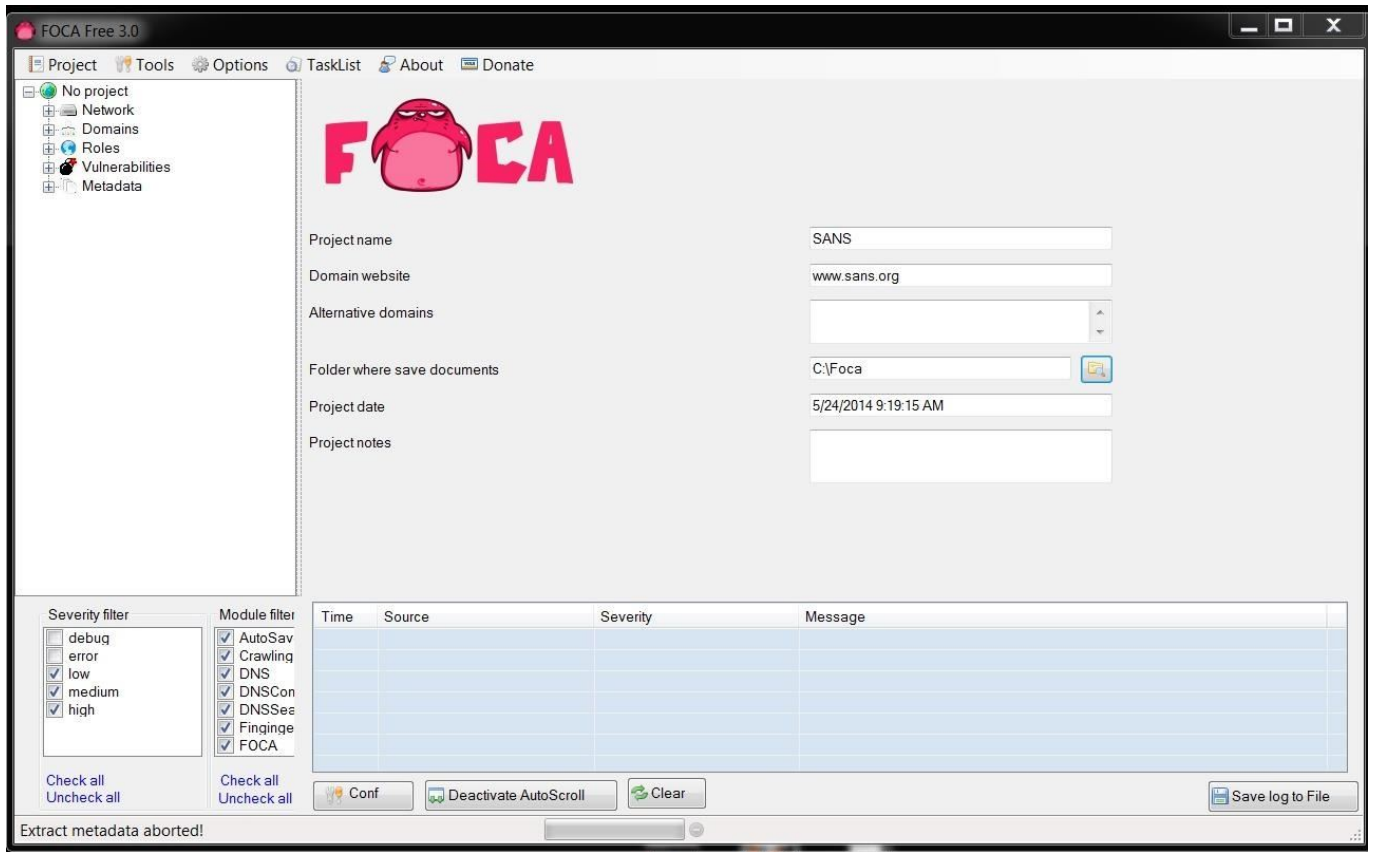 FOCA Free 3.0
Project Tools Options TaskList About Donate
No project
Network
Domains
Roles
Vulnerabilities
Metadata
FOCA
Project name SANS
Domain website www.sans.org
Alternative domains
Folder where save documents C:\Foca
Project date 5/24/2014 9:19:15 AM
Project notes
Severity filter
debug
error
low
medium
high
Check all
Uncheck all
Module filter
AutoSav
Crawling
DNS
DNSCon
DNSSea
Finginge
FOCA
Check all
Uncheck all
Time Source Severity Message
Conf Deactivate AutoScroll Clear Save log to File
Extract metadata aborted!